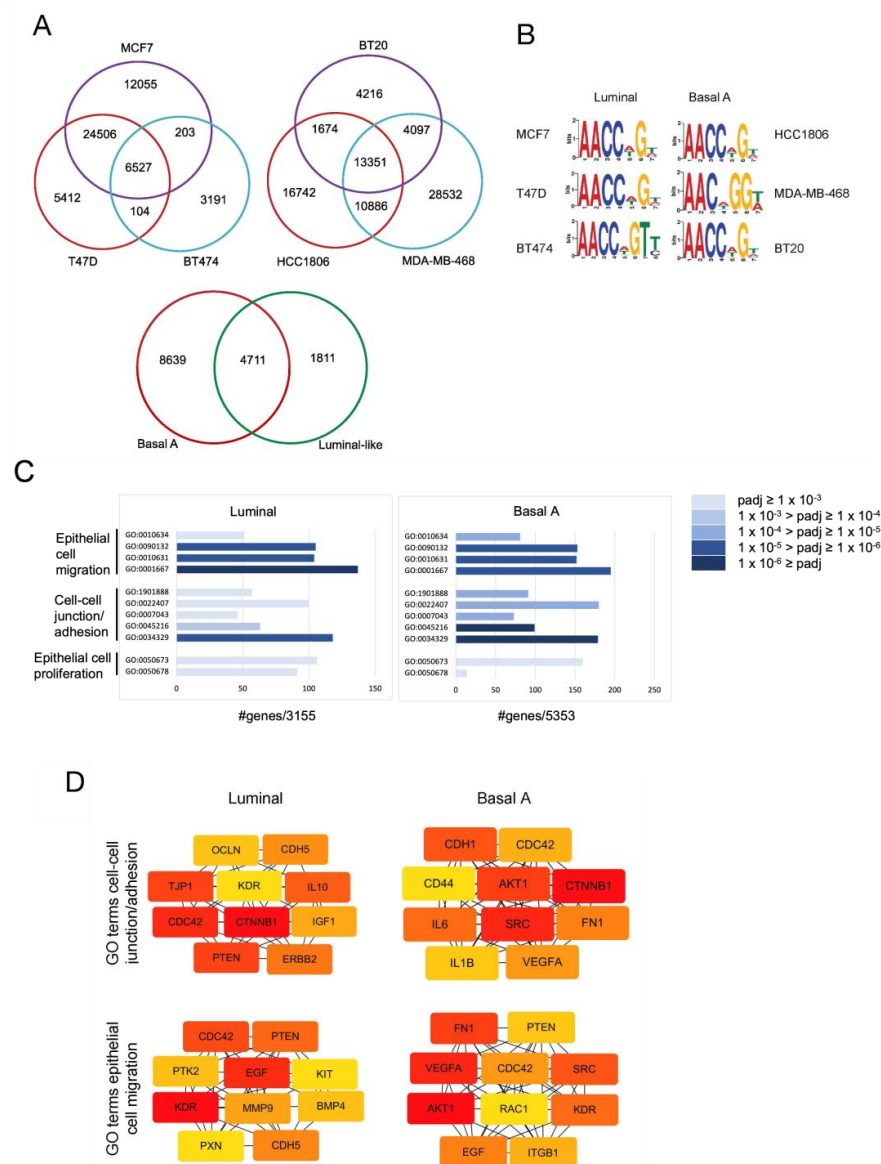 A
MCF7
12055
24506
203
6527
5412
104
3191
T47D
BT474
BT20
4216
1674
4097
13351
16742
10886
28532
HCC1806
MDA-MB-468
8639
4711
1811
Basal A
Luminal-like
B
Luminal
Basal A
MCF7
HCC1806
T47D
MDA-MB-468
BT474
BT20
C
Luminal
Epithelial
cell
migration
GO:0010634
GO:0090132
GO:0010631
GO:0001667
Cell-cell
junction/
adhesion
GO:1901888
GO:0022407
GO:0007043
GO:0045216
GO:0034329
Epithelial cell
proliferation
GO:0050673
GO:0050678
0 50 100 150
#genes/3155
Basal A
GO:0010634
GO:0090132
GO:0010631
GO:0001667
GO:1901888
GO:0022407
GO:0007043
GO:0045216
GO:0034329
GO:0050673
GO:0050678
0 50 100 150 200 250
#genes/5353
padj ≥ 1 x 10⁻³
1 x 10⁻³ > padj ≥ 1 x 10⁻⁴
1 x 10⁻⁴ > padj ≥ 1 x 10⁻⁵
1 x 10⁻⁵ > padj ≥ 1 x 10⁻⁶
1 x 10⁻⁶ ≥ padj
D
Luminal
Basal A
GO terms cell-cell
junction/adhesion
OCLN CDH5
TJP1 KDR IL10
CDC42 CTNNB1 IGF1
PTEN ERBB2
CDH1 CDC42
CD44 AKT1 CTNNB1
IL6 SRC FN1
IL1B VEGFA
GO terms epithelial
cell migration
CDC42 PTEN
PTK2 EGF KIT
KDR MMP9 BMP4
PXN CDH5
FN1 PTEN
VEGFA CDC42 SRC
AKT1 RAC1 KDR
EGF ITGB1